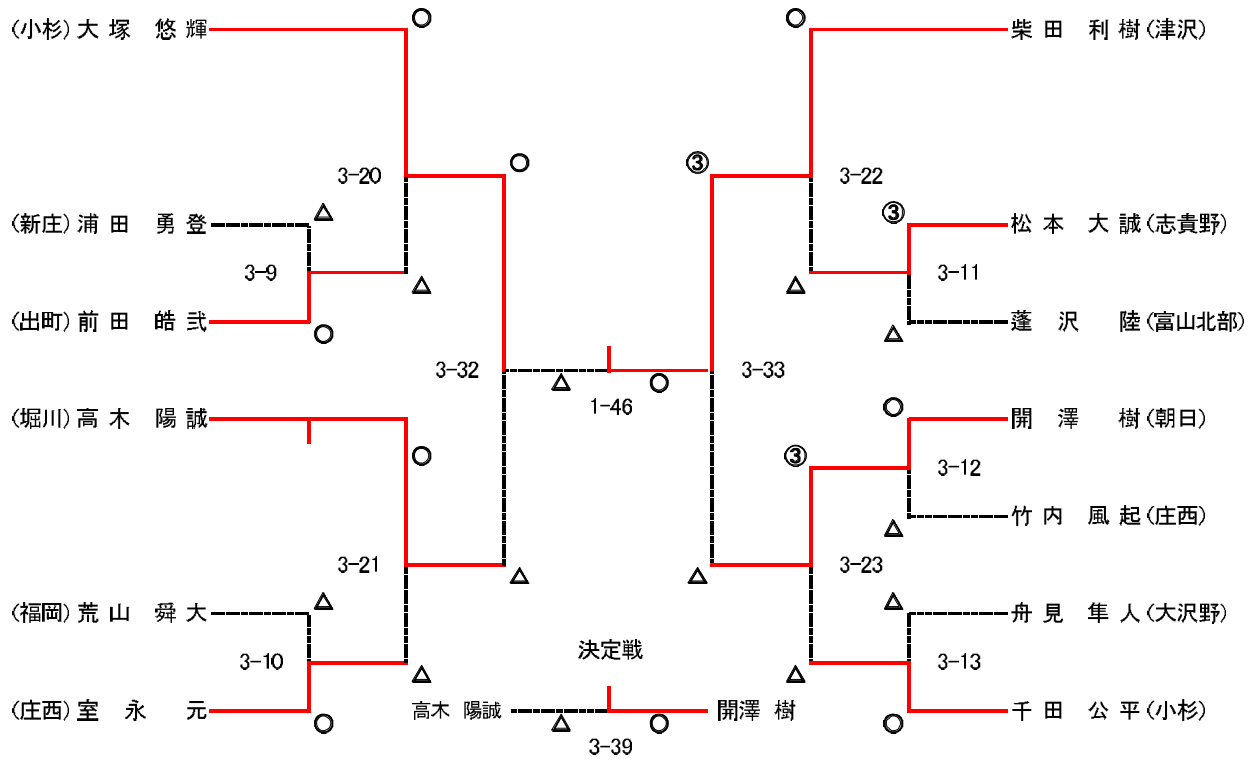 (小杉) 大塚 悠輝
○
○
柴田 利樹 (津沢)
○
③
3-20
3-22
(新庄) 浦田 勇登
△
③
松本 大誠 (志貴野)
3-9
△
△
3-11
(出町) 前田 皓弐
○
△
蓬沢 陸 (富山北部)
3-32
△
○
3-33
1-46
(堀川) 高木 陽誠
○
○
開澤 樹 (朝日)
③
3-12
△
竹内 風起 (庄西)
3-21
△
△
3-23
(福岡) 荒山 舜大
△
△
舟見 隼人 (大沢野)
3-10
△
決定戦
△
3-13
(庄西) 室永 元
○
高木 陽誠
△
○
開澤 樹
○
千田 公平 (小杉)
3-39